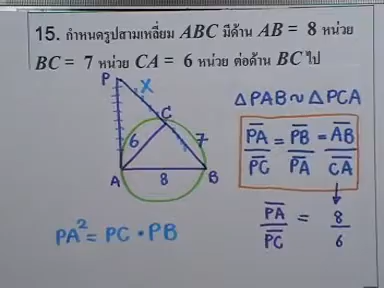 15. กำหนดรูปสามเหลี่ยม ABC มีด้าน AB = 8 หน่วย
BC = 7 หน่วย CA = 6 หน่วย ต่อด้าน BC ไป
P
X
C
6
7
A
8
B
△PAB ~ △PCA
PA/PC = PB/PA = AB/CA
PA/PC = 8/6
PA² = PC · PB